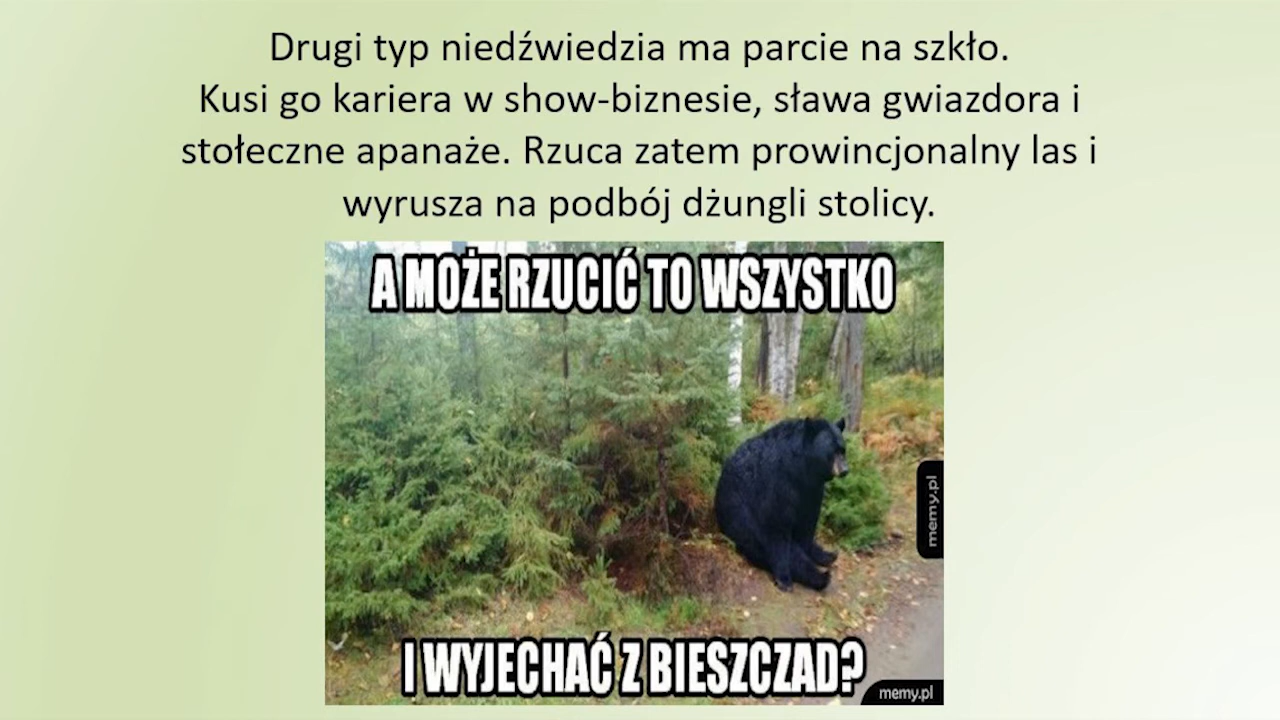 Drugi typ niedźwiedzia ma parcie na szkło.
Kusi go kariera w show-biznesie, sława gwiazdora i
stołeczne apanaże. Rzuca zatem prowincjonalny las i
wyrusza na podbój dżungli stolicy.
A MOŻE RZUCIĆ TO WSZYSTKO
memy.pl
I WYJECHAĆ Z BIESZCZAD?
memy.pl